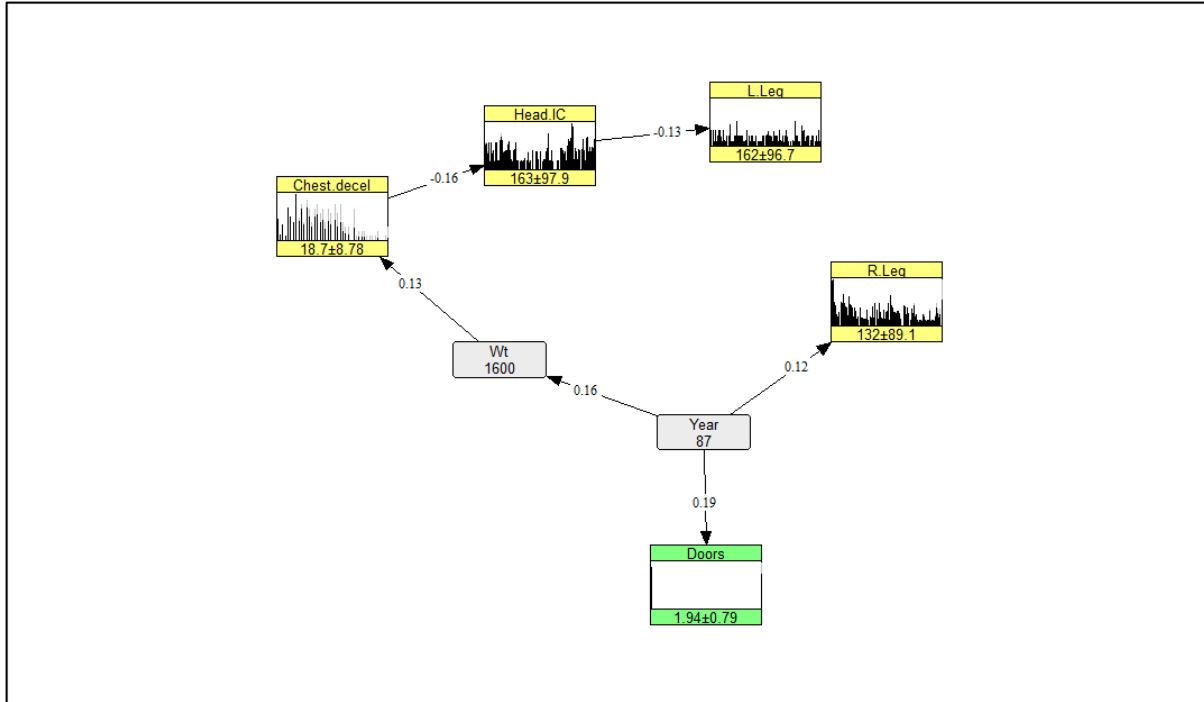 L.Leg
162±96.7
-0.13
Head.IC
163±97.9
-0.16
Chest.decel
18.7±8.78
0.13
R.Leg
132±89.1
Wt
1600
0.16
0.12
Year
87
0.19
Doors
1.94±0.79